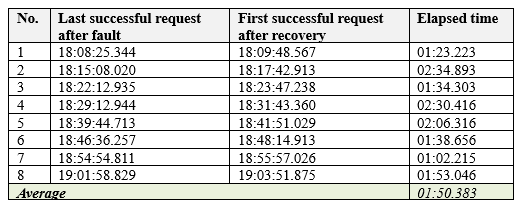 No. Last successful request First successful request Elapsed time
after fault after recovery
1 18:08:25.344 18:09:48.567 01:23.223
2 18:15:08.020 18:17:42.913 02:34.893
3 18:22:12.935 18:23:47.238 01:34.303
4 18:29:12.944 18:31:43.360 02:30.416
5 18:39:44.713 18:41:51.029 02:06.316
6 18:46:36.257 18:48:14.913 01:38.656
7 18:54:54.811 18:55:57.026 01:02.215
8 19:01:58.829 19:03:51.875 01:53.046
Average 01:50.383